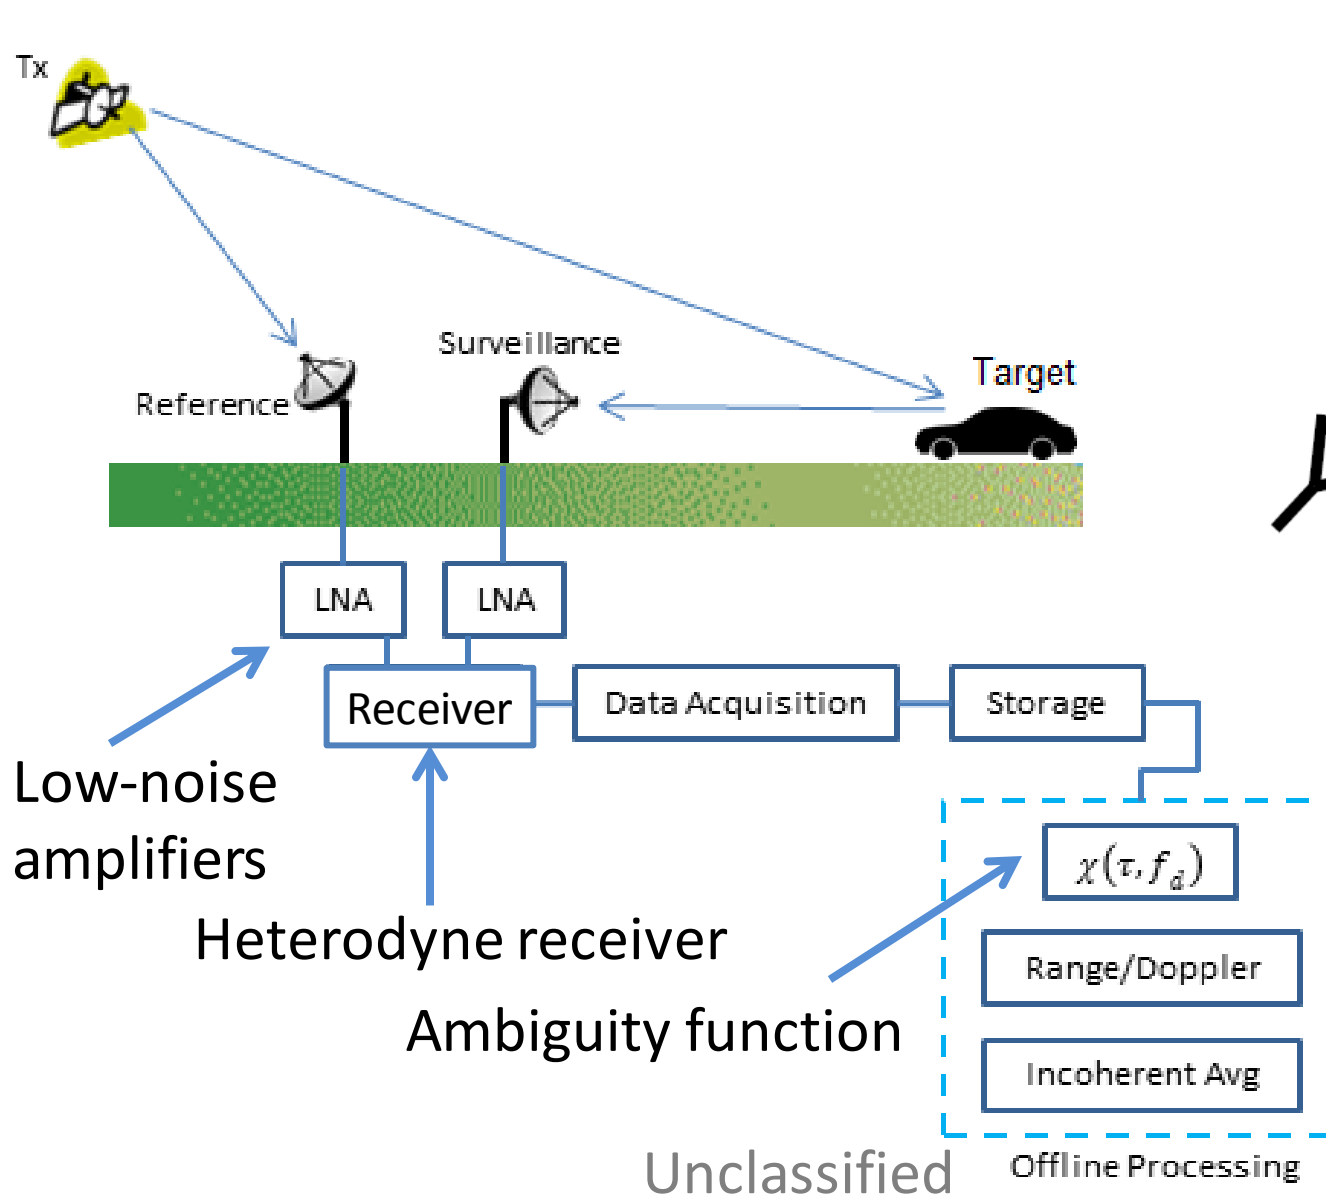 Tx
Surveillance
Target
Reference
LNA
LNA
Receiver
Data Acquisition
Storage
Low-noise
amplifiers
χ(τ, f_d)
Heterodyne receiver
Range/Doppler
Ambiguity function
Incoherent Avg
Unclassified
Offline Processing